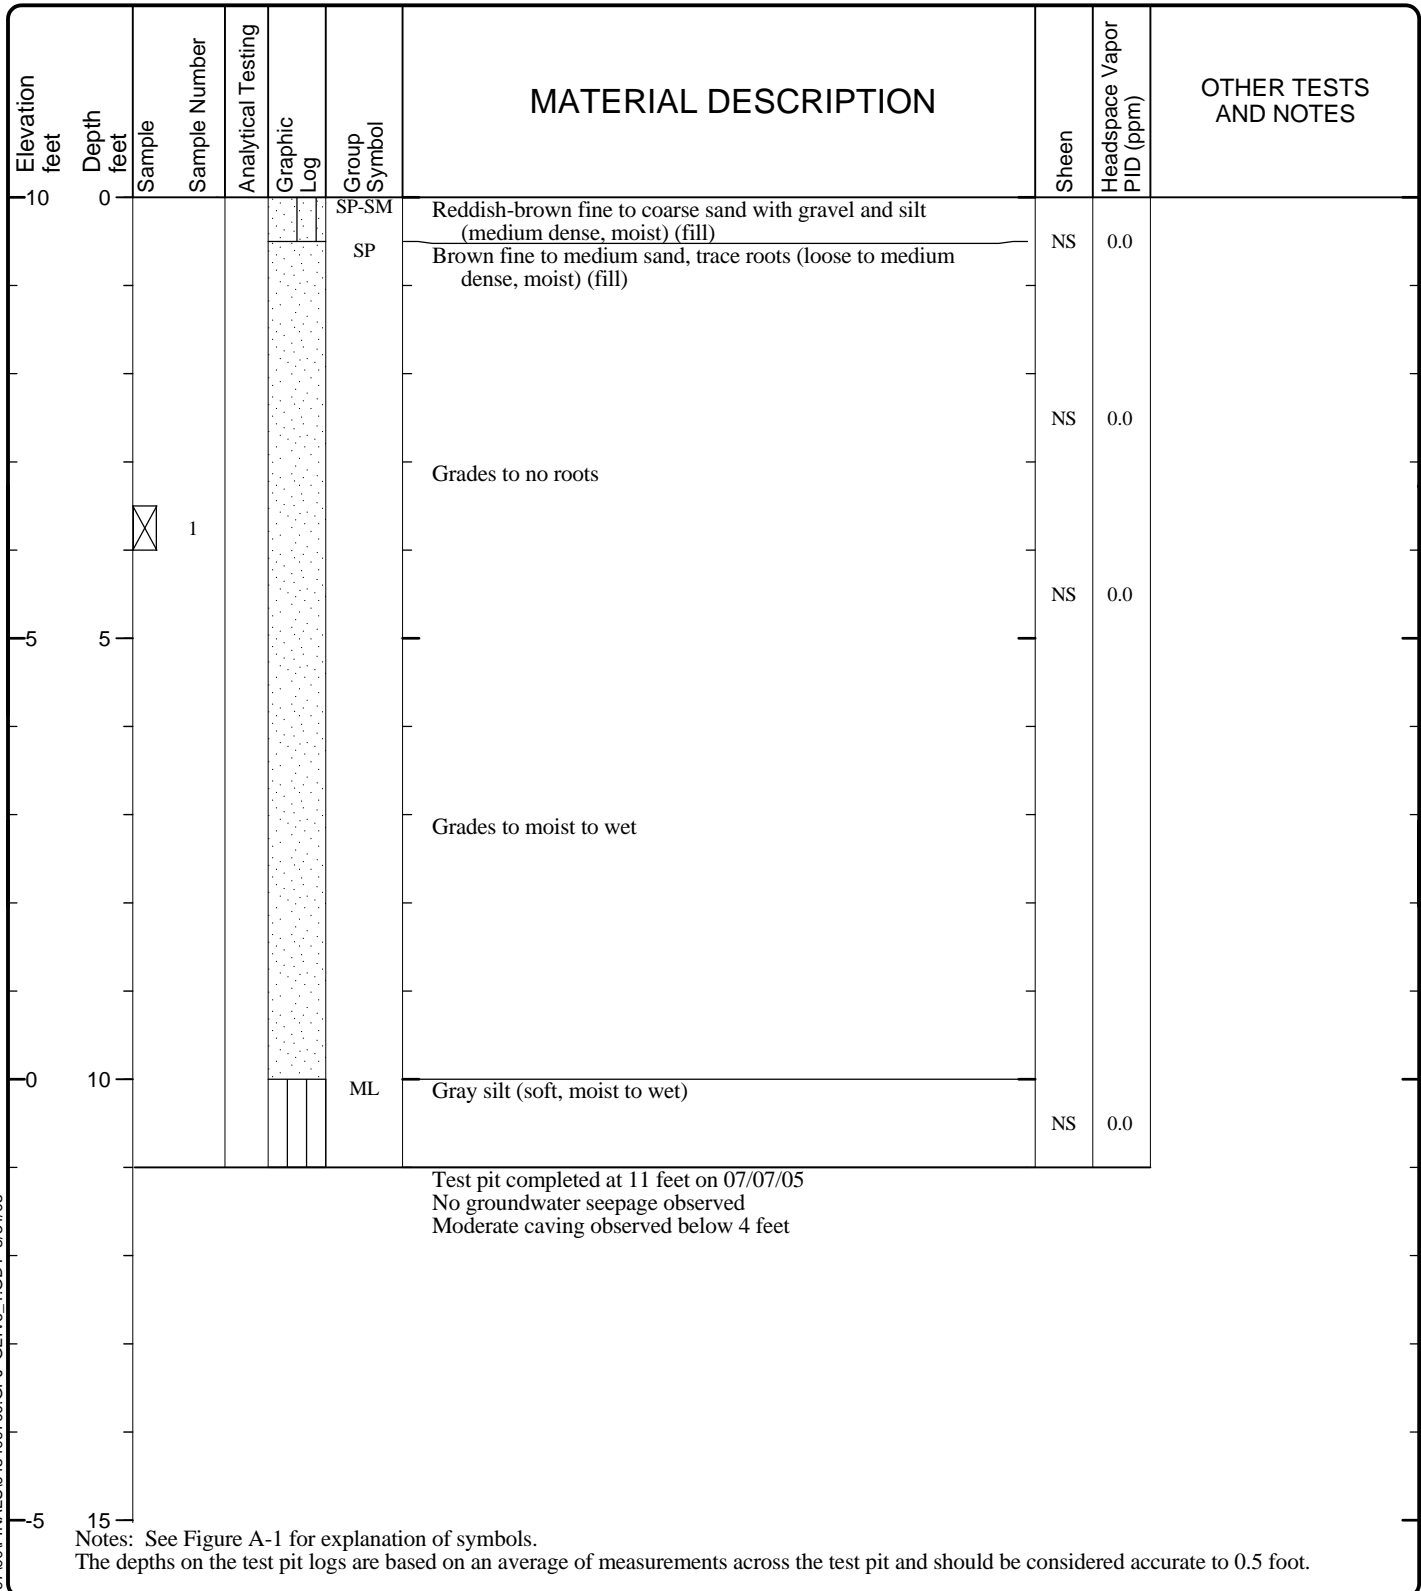 Elevation
feet
Depth
feet
Sample
Sample Number
Analytical Testing
Graphic
Log
Group
Symbol
MATERIAL DESCRIPTION
Sheen
Headspace Vapor
PID (ppm)
OTHER TESTS
AND NOTES
10 0
SP-SM Reddish-brown fine to coarse sand with gravel and silt
(medium dense, moist) (fill)
NS 0.0
SP Brown fine to medium sand, trace roots (loose to medium
dense, moist) (fill)
NS 0.0
Grades to no roots
1
NS 0.0
5 5
Grades to moist to wet
0 10
ML Gray silt (soft, moist to wet)
NS 0.0
Test pit completed at 11 feet on 07/07/05
No groundwater seepage observed
Moderate caving observed below 4 feet
-5 15
Notes: See Figure A-1 for explanation of symbols.
The depths on the test pit logs are based on an average of measurements across the test pit and should be considered accurate to 0.5 foot.